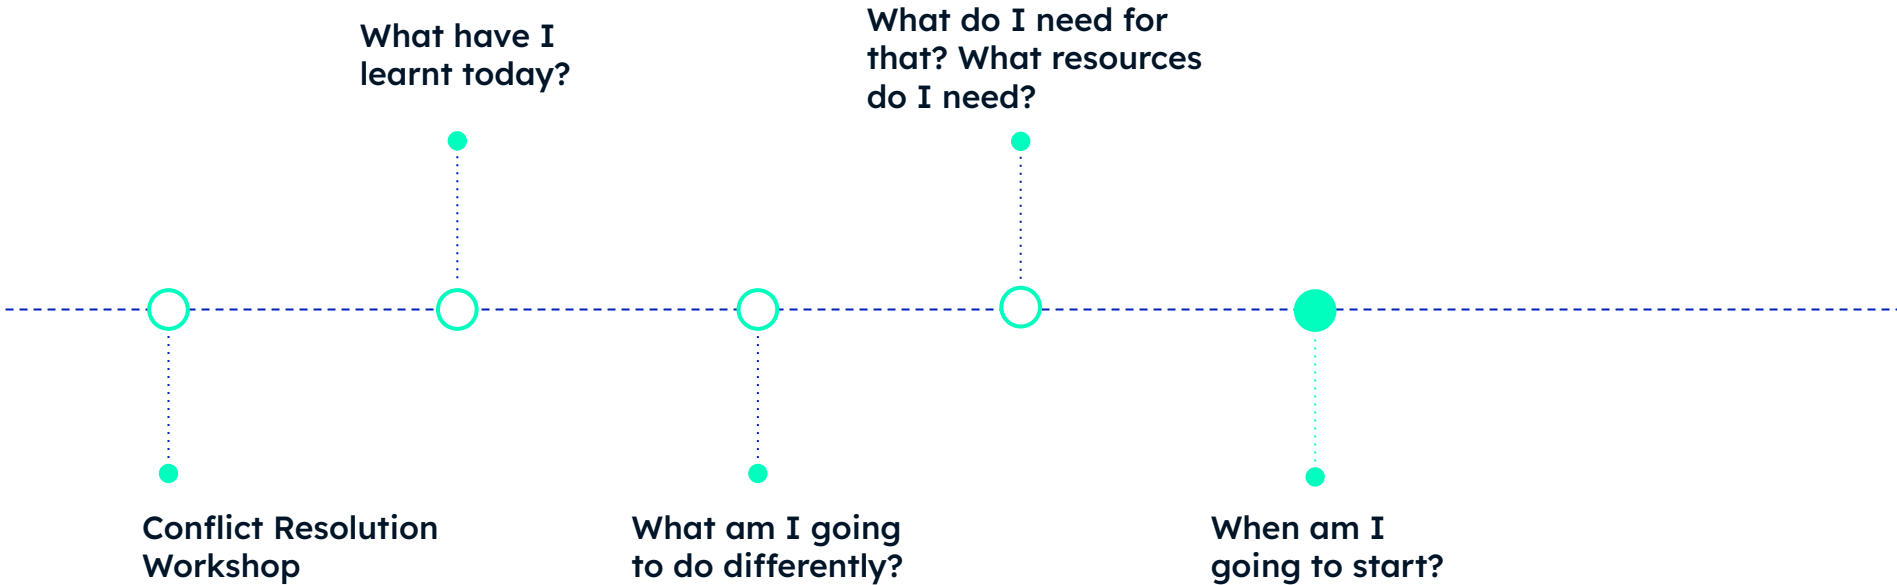 What have I
learnt today?
What do I need for
that? What resources
do I need?
Conflict Resolution
Workshop
What am I going
to do differently?
When am I
going to start?